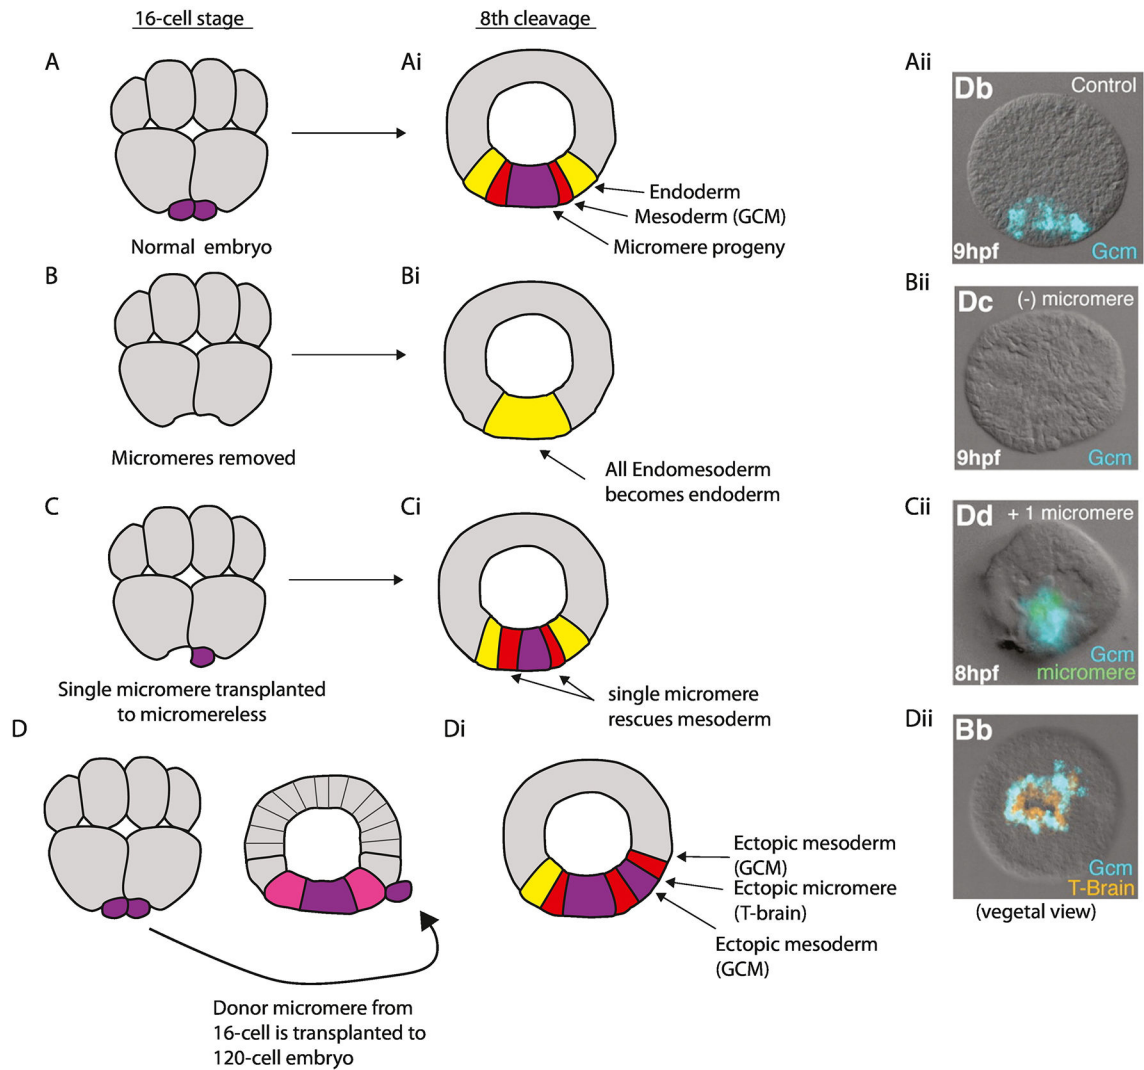 16-cell stage
8th cleavage
A
Ai
Aii
Db
Control
9hpf
Gcm
Endoderm
Mesoderm (GCM)
Micromere progeny
Normal embryo
B
Bi
Bii
Dc
(-) micromere
9hpf
Gcm
Micromeres removed
All Endomesoderm
becomes endoderm
C
Ci
Cii
Dd
+ 1 micromere
Gcm
8hpf
micromere
Single micromere transplanted
to micromereless
single micromere
rescues mesoderm
D
Di
Dii
Bb
Gcm
T-Brain
(vegetal view)
Ectopic mesoderm
(GCM)
Ectopic micromere
(T-brain)
Ectopic mesoderm
(GCM)
Donor micromere from
16-cell is transplanted to
120-cell embryo